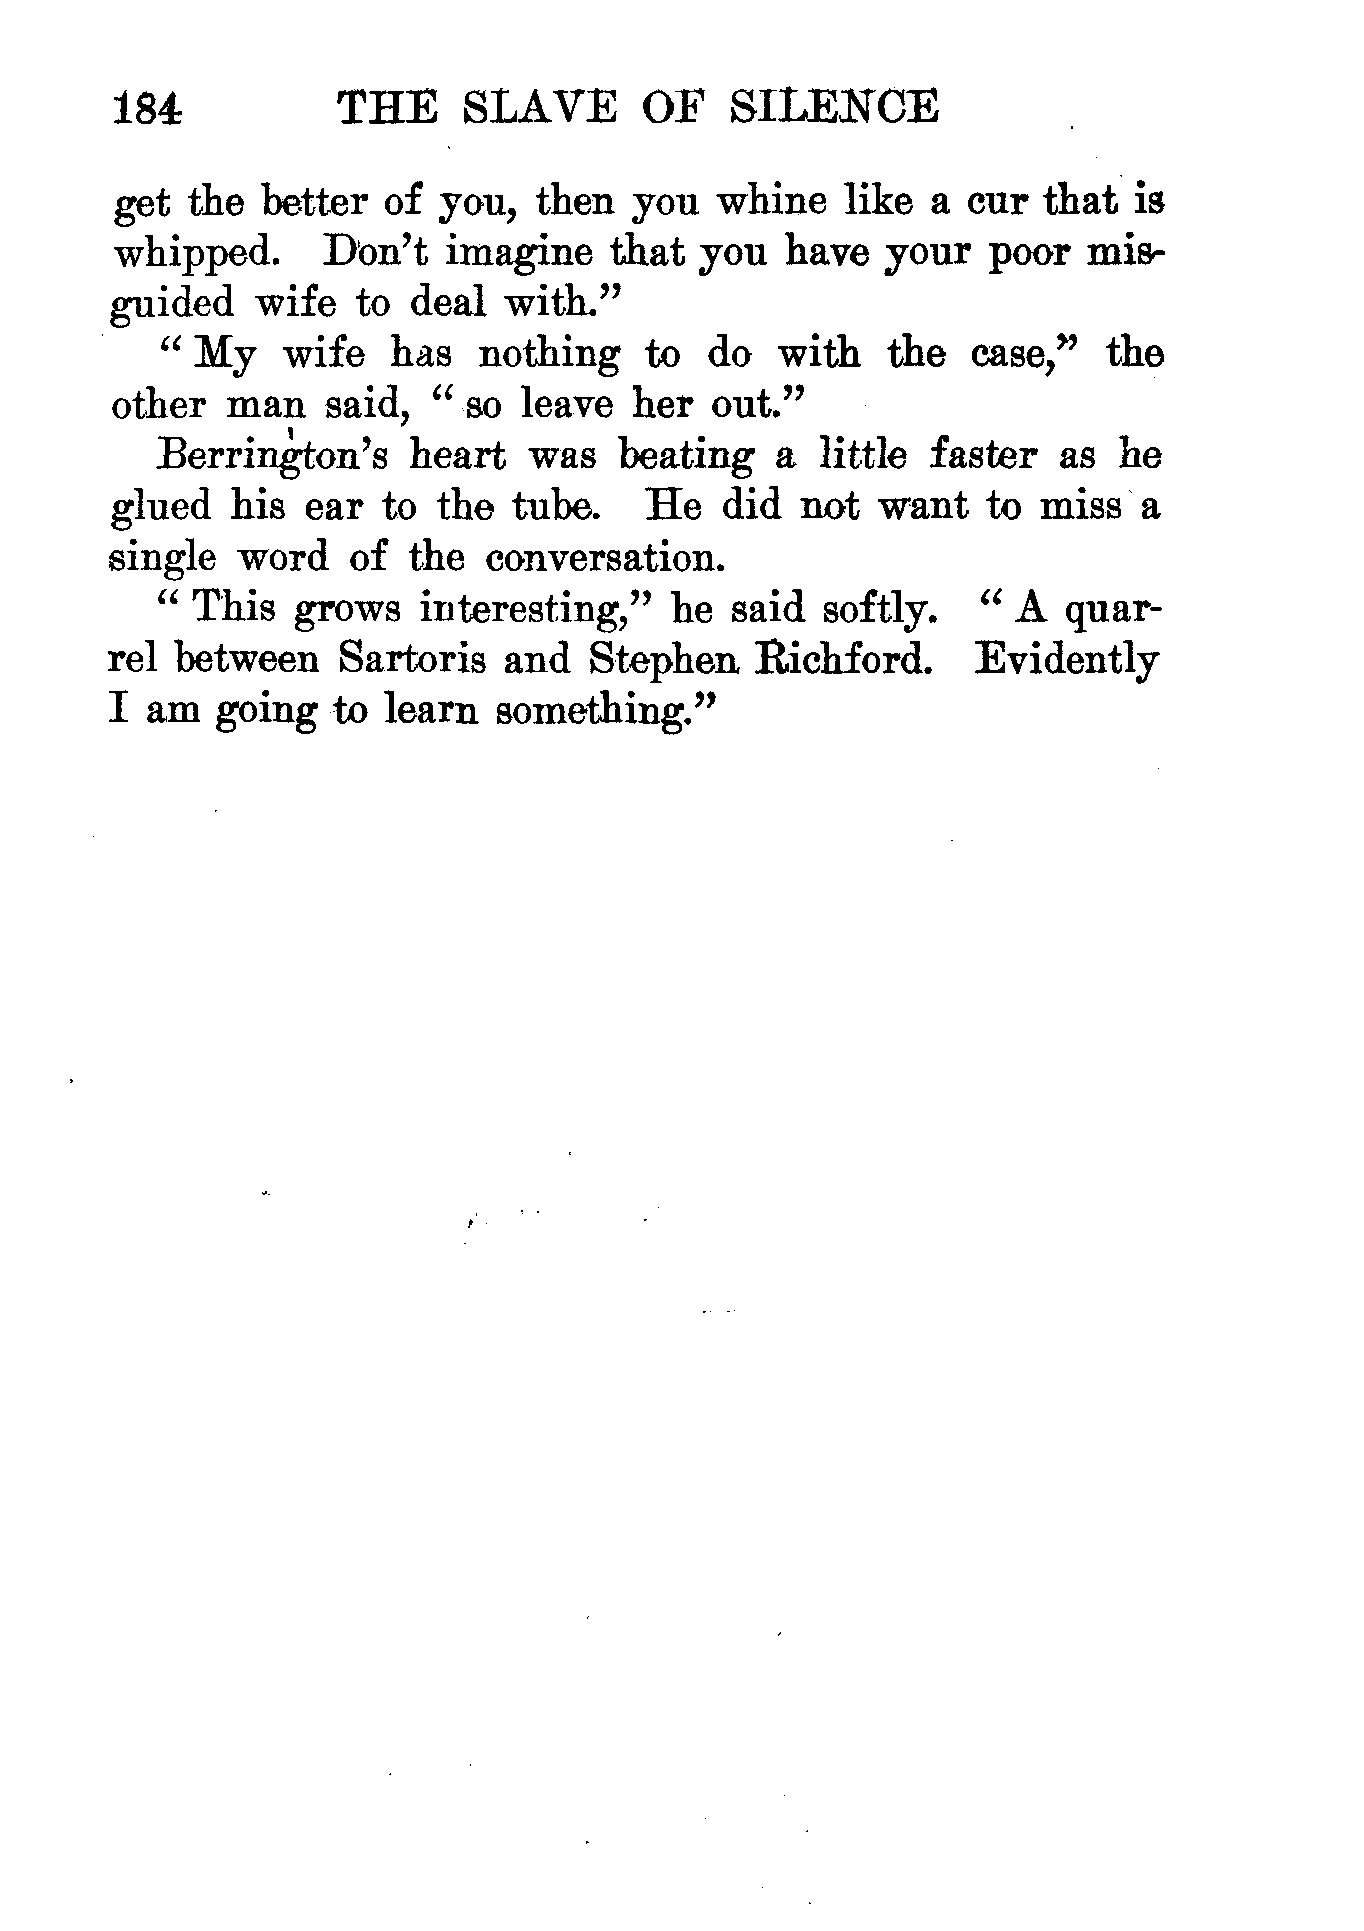 184 THE SLAVE OF SILENCE
get the better of you, then you whine like a cur that is
whipped. Don't imagine that you have your poor mis-
guided wife to deal with."
" My wife has nothing to do with the case," the
other man said, " so leave her out."
Berrington's heart was beating a little faster as he
glued his ear to the tube. He did not want to miss a
single word of the conversation.
" This grows interesting," he said softly. " A quar-
rel between Sartoris and Stephen Richford. Evidently
I am going to learn something."